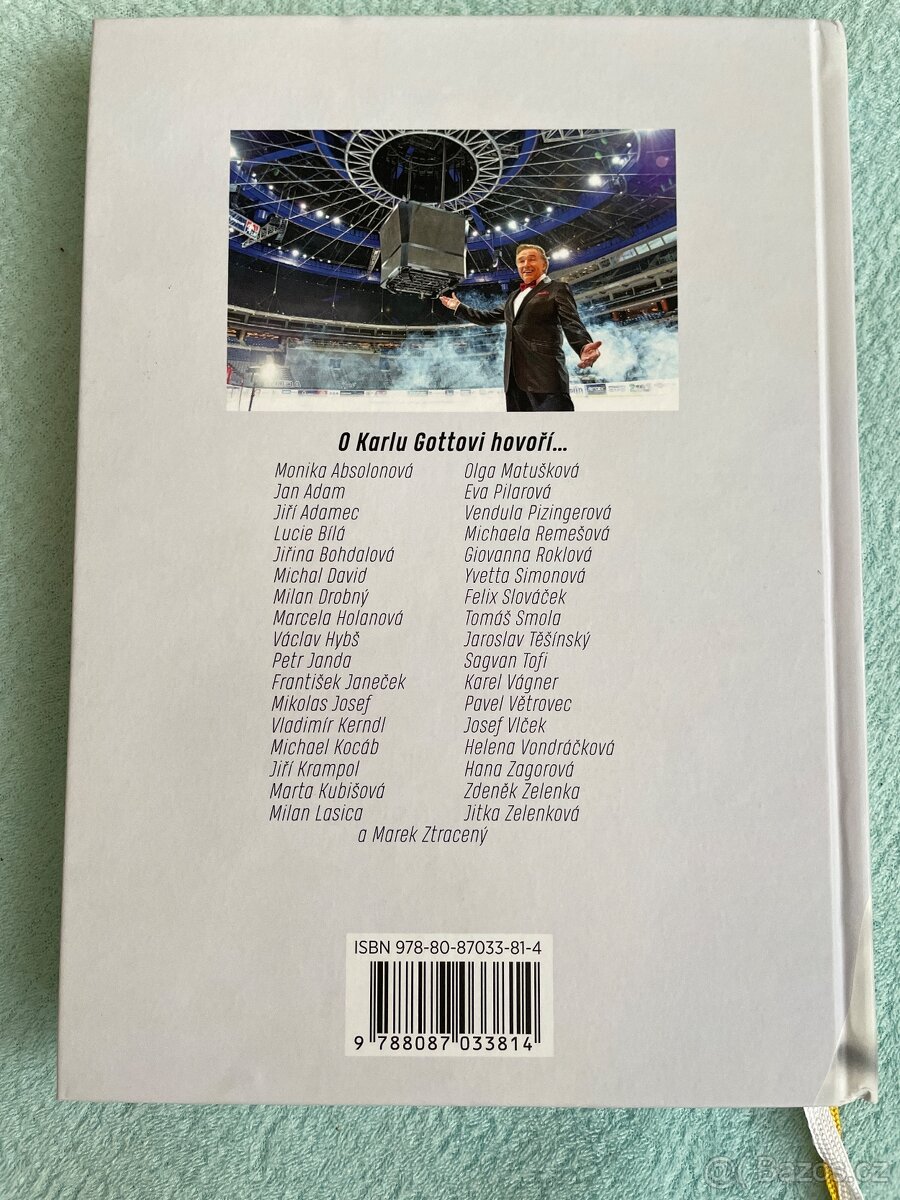 O Karlu Gottovi hovoří...
Monika Absolonová
Jan Adam
Jiří Adamec
Lucie Bílá
Jiřina Bohdalová
Michal David
Milan Drobný
Marcela Holanová
Václav Hybš
Petr Janda
František Janeček
Mikolas Josef
Vladimír Kerndl
Michael Kocáb
Jiří Krampol
Marta Kubišová
Milan Lasica
Olga Matušková
Eva Pilarová
Vendula Pizingerová
Michaela Remešová
Giovanna Roklová
Yvetta Simonová
Felix Slováček
Tomáš Smola
Jaroslav Těšínský
Sagvan Tofi
Karel Vágner
Pavel Větrovec
Josef Vlček
Helena Vondráčková
Hana Zagorová
Zdeněk Zelenka
Jitka Zelenková
a Marek Ztracený
ISBN 978-80-87033-81-4
9 788087 033814
Bazos.cz